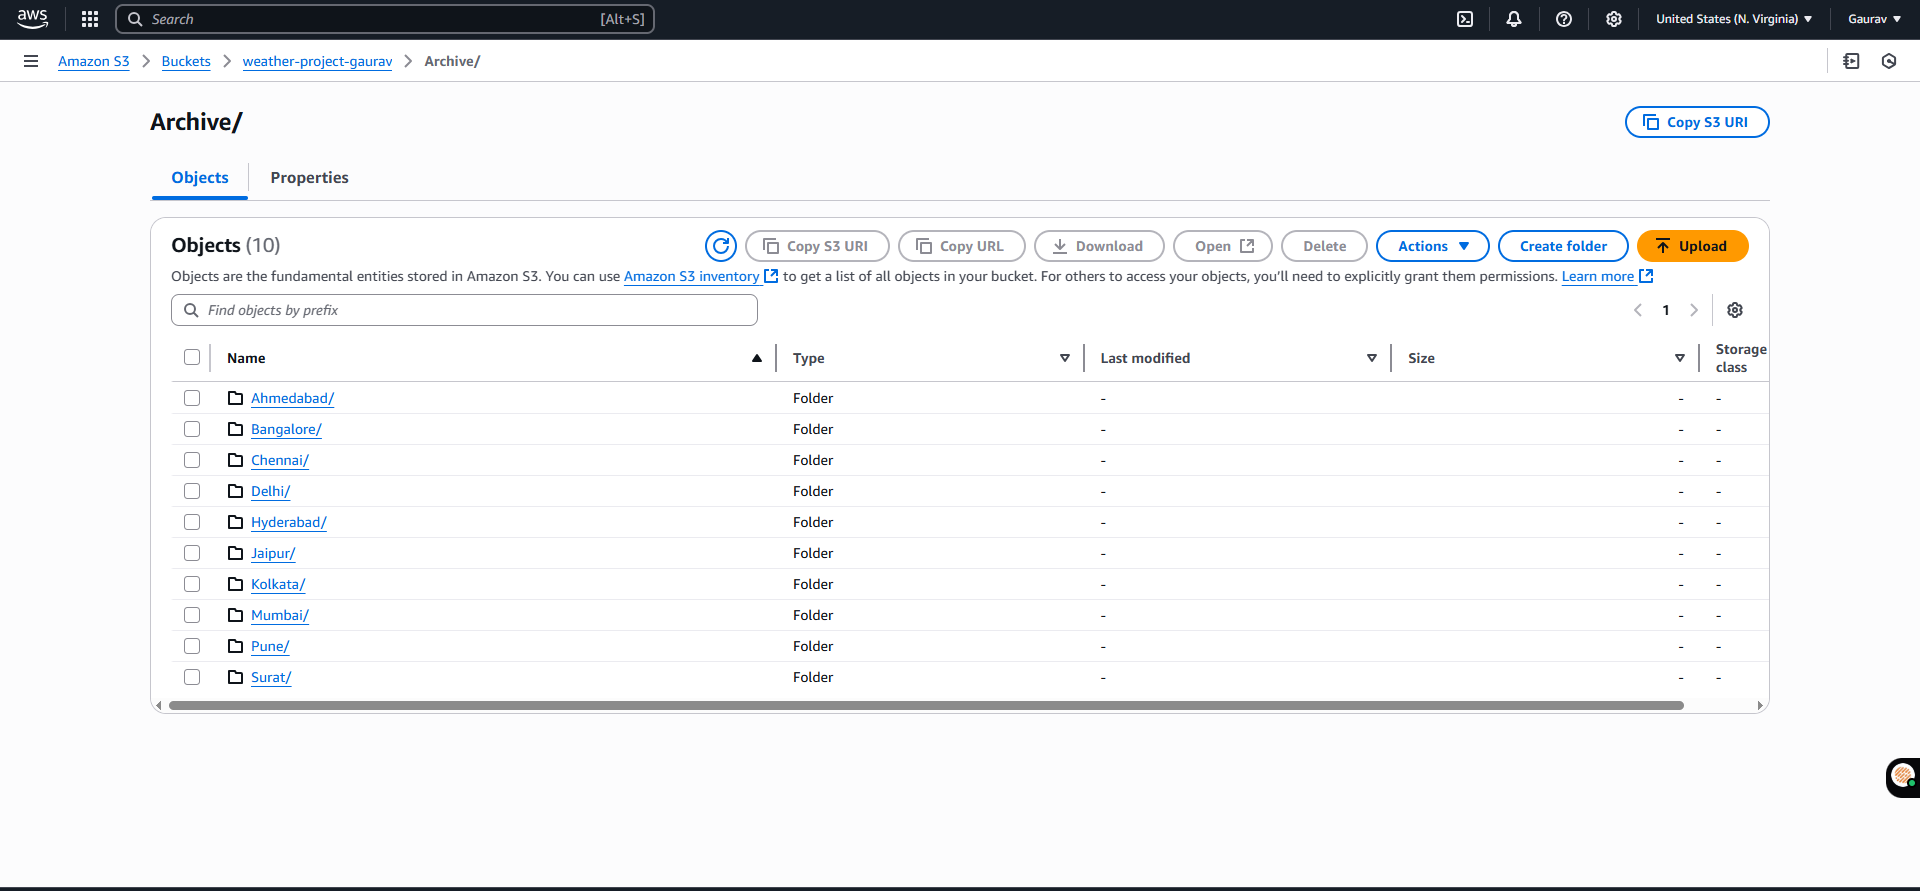 aws Search [Alt+S] United States (N. Virginia) Gaurav
Amazon S3 Buckets weather-project-gaurav Archive/
Archive/ Copy S3 URI
Objects Properties
Objects (10) Copy S3 URI Copy URL Download Open Delete Actions Create folder Upload
Objects are the fundamental entities stored in Amazon S3. You can use Amazon S3 inventory to get a list of all objects in your bucket. For others to access your objects, you’ll need to explicitly grant them permissions. Learn more
Find objects by prefix 1
Name Type Last modified Size Storage class
Ahmedabad/ Folder - - -
Bangalore/ Folder - - -
Chennai/ Folder - - -
Delhi/ Folder - - -
Hyderabad/ Folder - - -
Jaipur/ Folder - - -
Kolkata/ Folder - - -
Mumbai/ Folder - - -
Pune/ Folder - - -
Surat/ Folder - - -